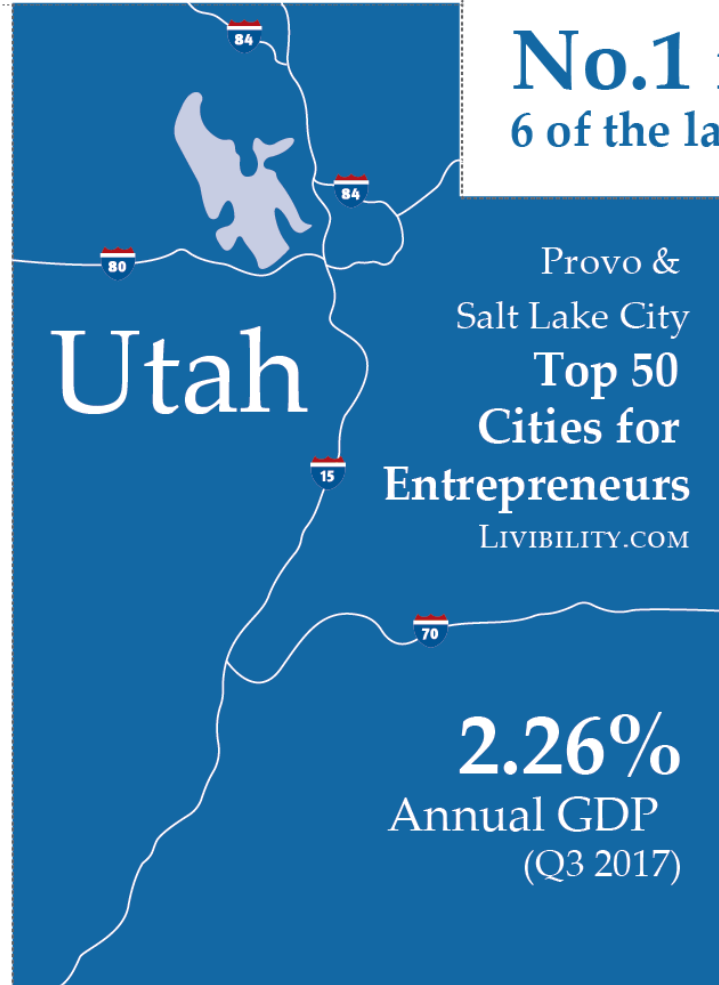 84
No.1
6 of the la
84
80
Provo &
Salt Lake City
Utah
Top 50
Cities for
15
Entrepreneurs
LIVIBILITY.COM
70
2.26%
Annual GDP
(Q3 2017)